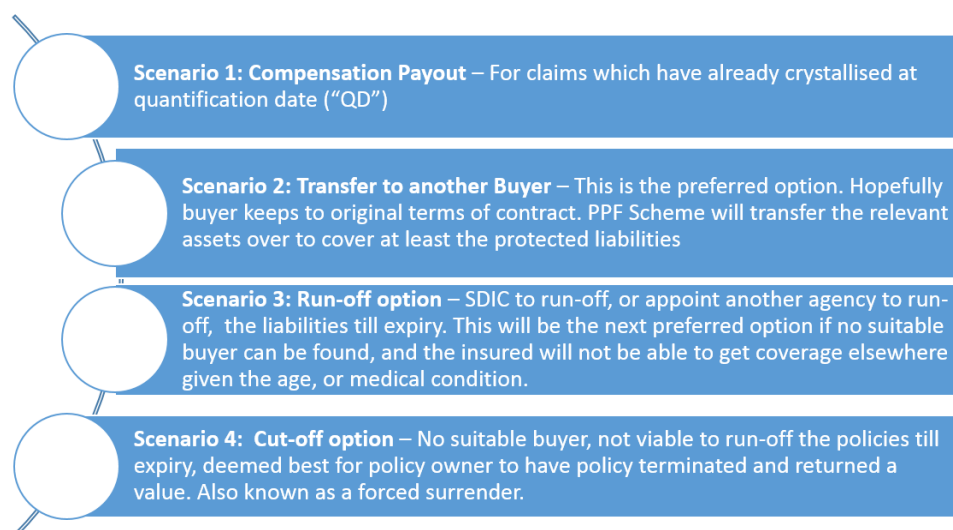 Scenario 1: Compensation Payout – For claims which have already crystallised at
quantification date (“QD”)
Scenario 2: Transfer to another Buyer – This is the preferred option. Hopefully
buyer keeps to original terms of contract. PPF Scheme will transfer the relevant
assets over to cover at least the protected liabilities
Scenario 3: Run-off option – SDIC to run-off, or appoint another agency to run-
off,  the liabilities till expiry. This will be the next preferred option if no suitable
buyer can be found, and the insured will not be able to get coverage elsewhere
given the age, or medical condition.
Scenario 4:  Cut-off option – No suitable buyer, not viable to run-off the policies till
expiry, deemed best for policy owner to have policy terminated and returned a
value. Also known as a forced surrender.